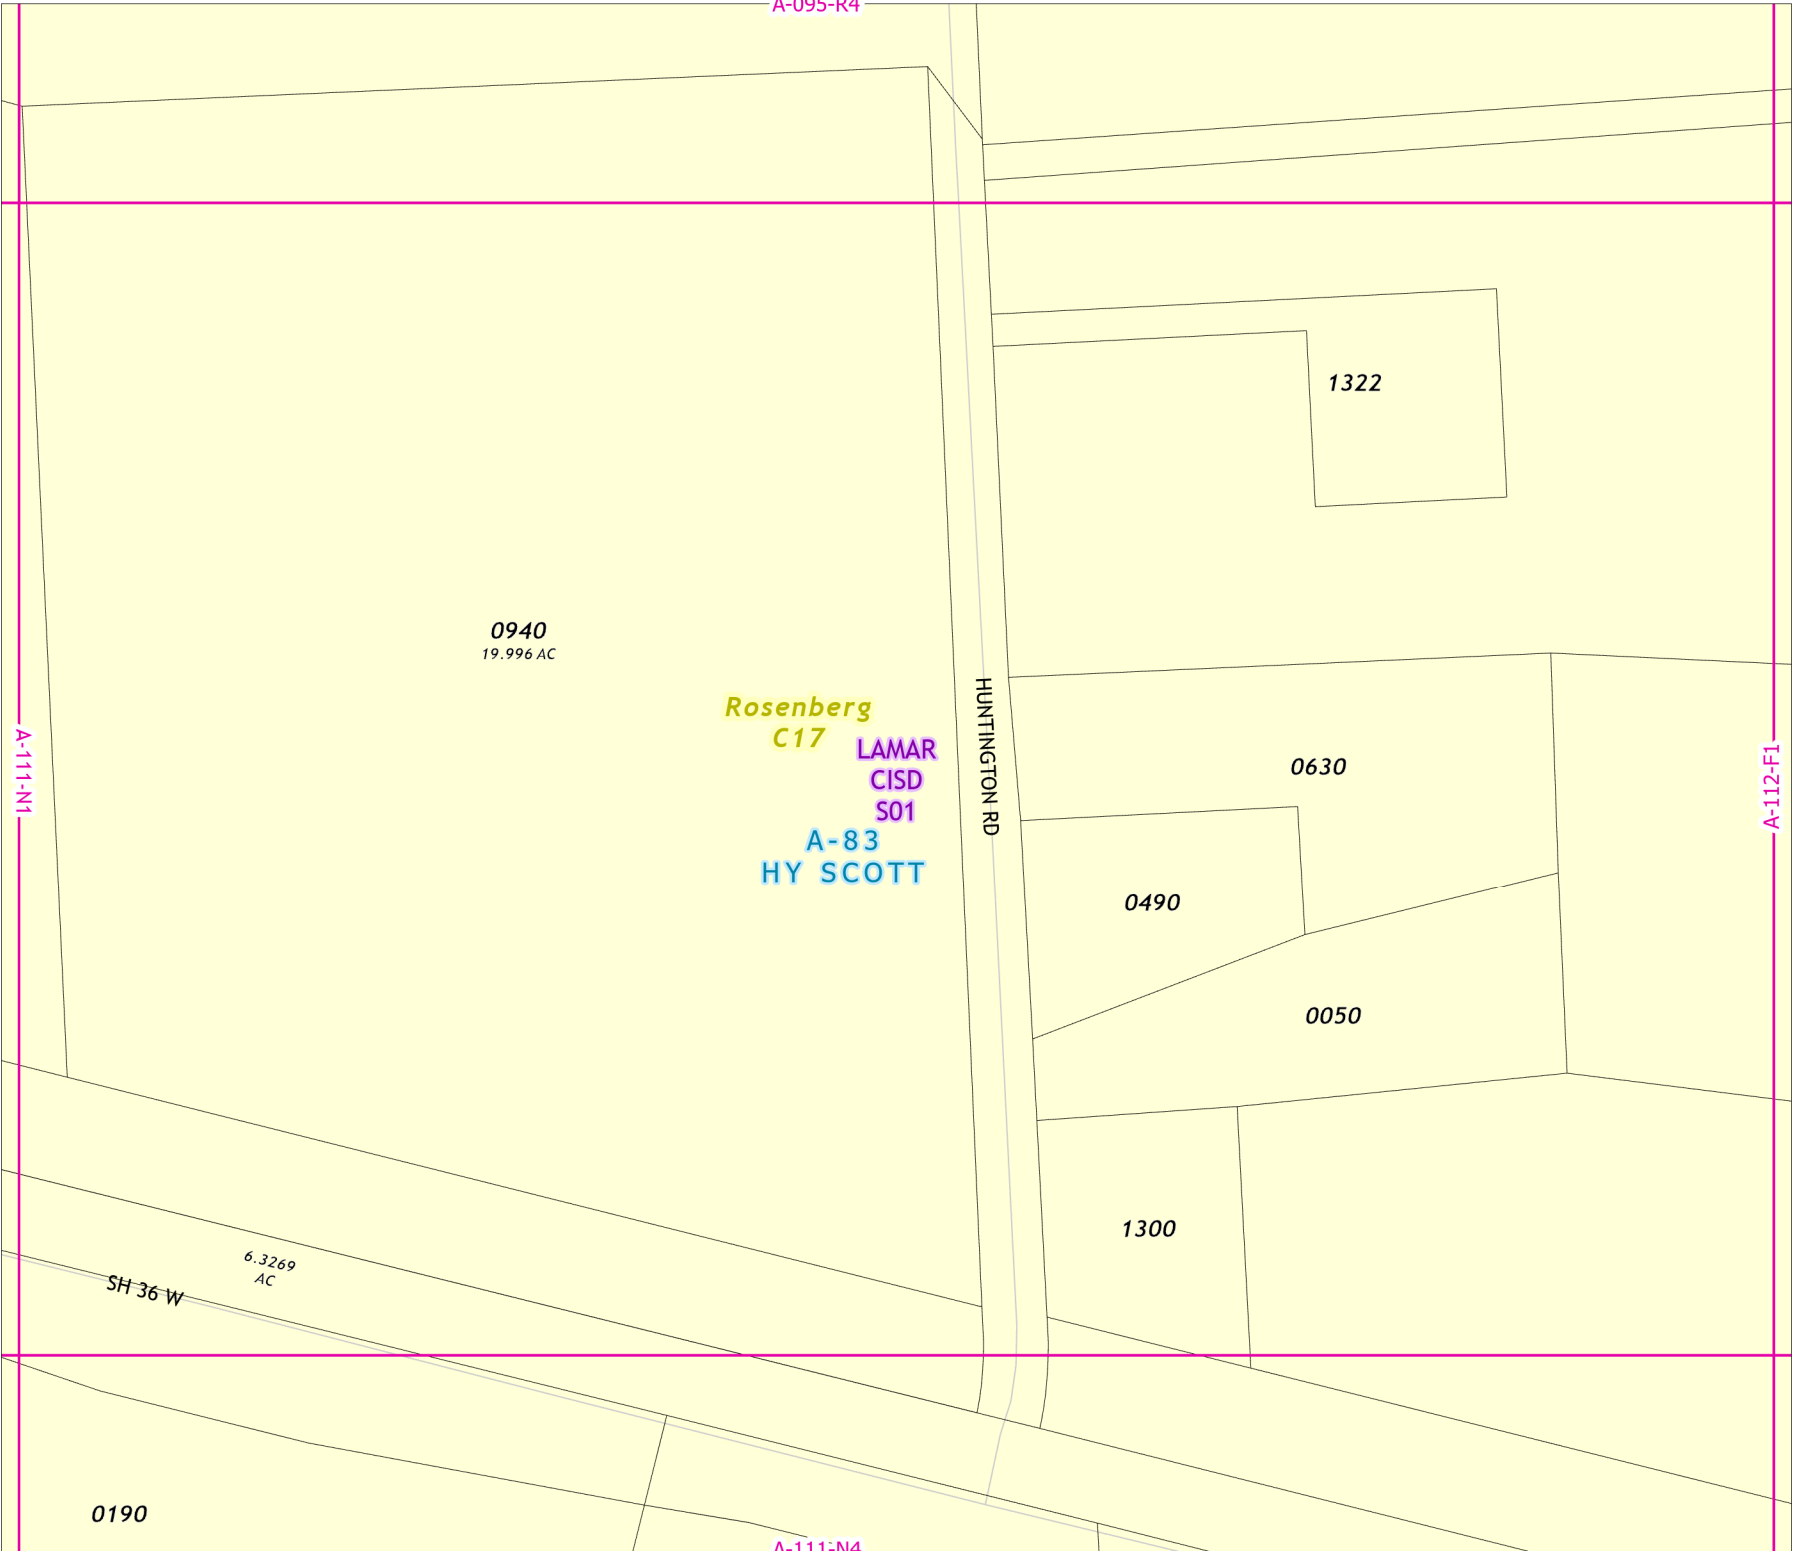 A-095-R4
1322
0940
19.996 AC
Rosenberg
C17
LAMAR
CISD
S01
A-83
HY SCOTT
HUNTINGTON RD
A-111-N1
A-112-F1
0630
0490
0050
1300
6.3269
AC
SH 36 W
0190
A-111-N4